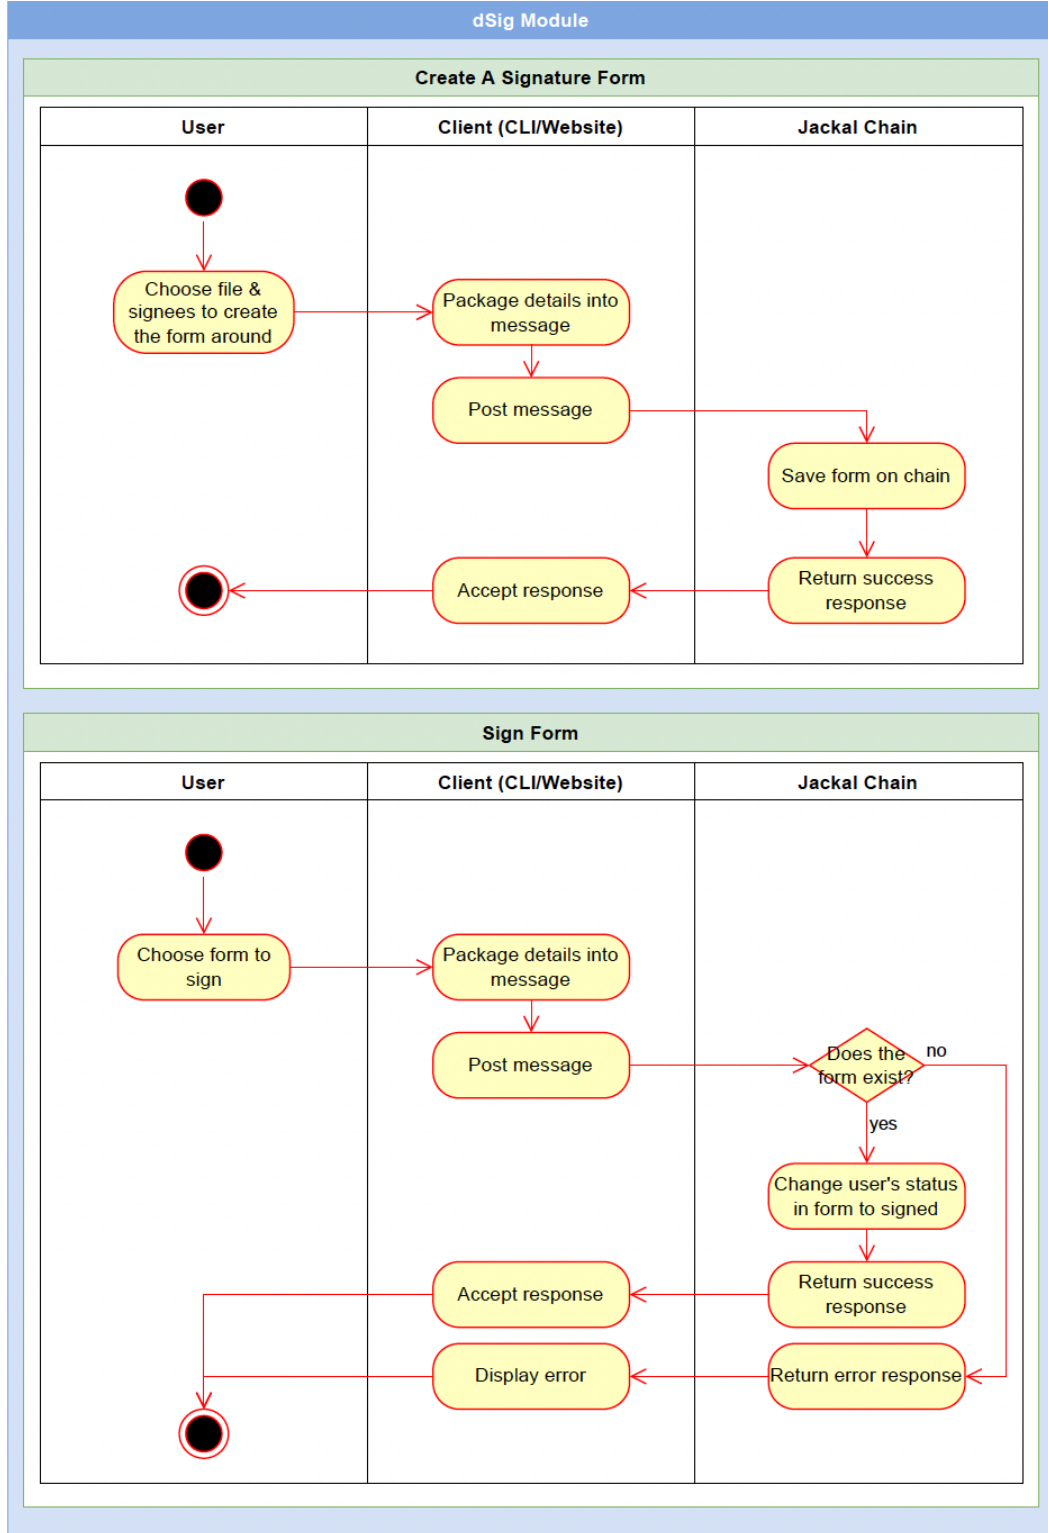 dSig Module
Create A Signature Form
User
Client (CLI/Website)
Jackal Chain
Choose file &
signees to create
the form around
Package details into
message
Post message
Save form on chain
Return success
response
Accept response
Sign Form
User
Client (CLI/Website)
Jackal Chain
Choose form to
sign
Package details into
message
Post message
Does the
form exist?
no
yes
Change user's status
in form to signed
Return success
response
Accept response
Return error response
Display error